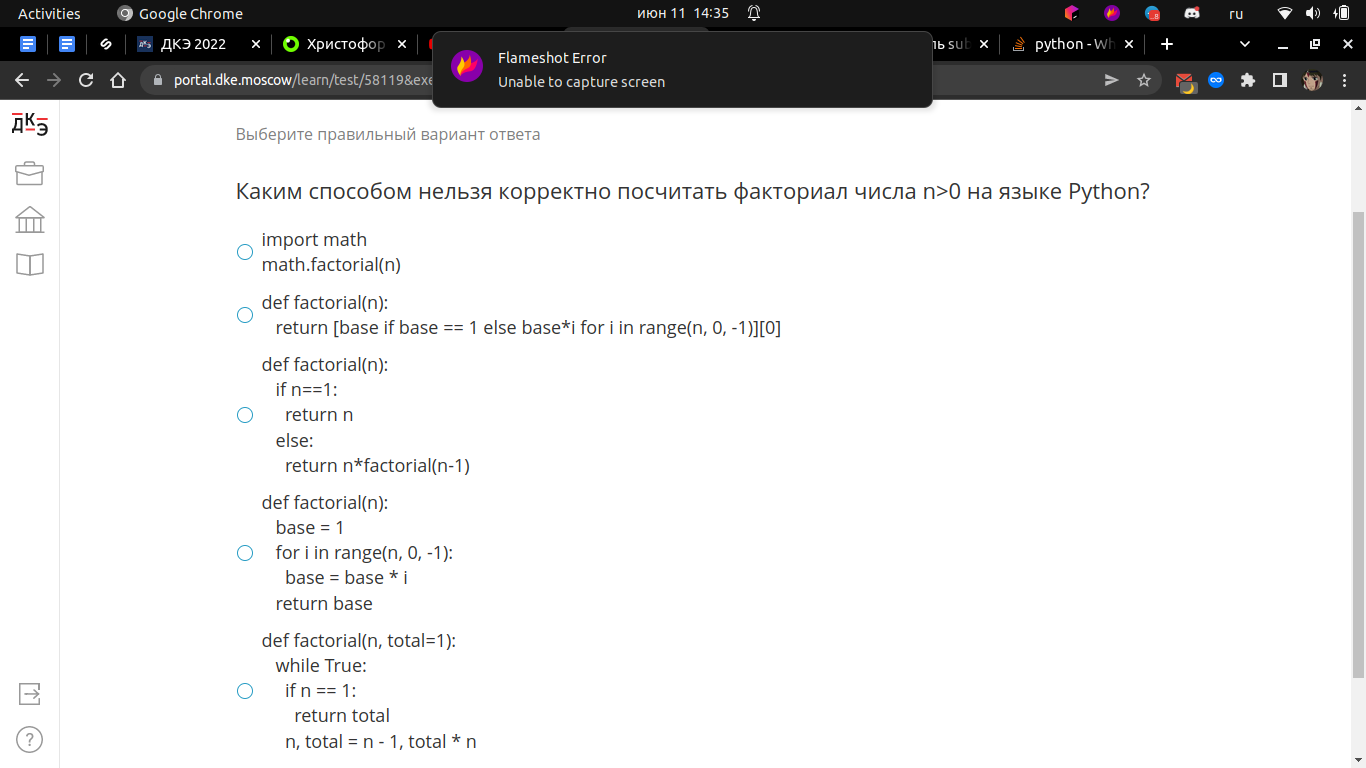 Activities
Google Chrome
июн 11 14:35
ru
ДКЭ 2022
Христофор
ль sub
python - Wh
portal.dke.moscow/learn/test/58119&exe
Flameshot Error
Unable to capture screen
ДКЭ
Выберите правильный вариант ответа
Каким способом нельзя корректно посчитать факториал числа n>0 на языке Python?
import math
math.factorial(n)
def factorial(n):
return [base if base == 1 else base*i for i in range(n, 0, -1)][0]
def factorial(n):
if n==1:
return n
else:
return n*factorial(n-1)
def factorial(n):
base = 1
for i in range(n, 0, -1):
base = base * i
return base
def factorial(n, total=1):
while True:
if n == 1:
return total
n, total = n - 1, total * n